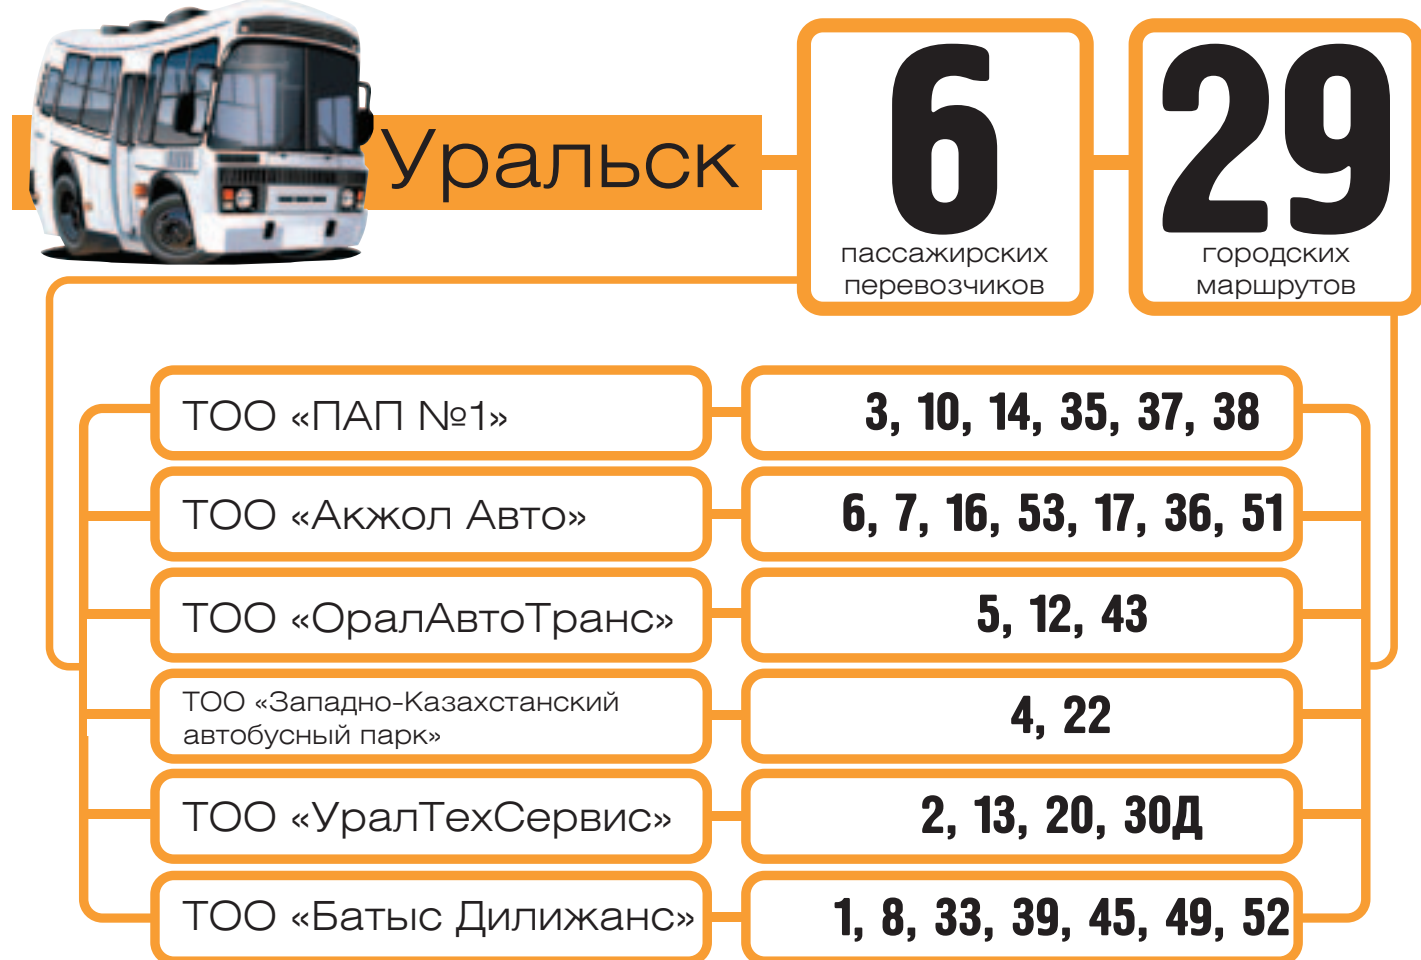 Уральск
6
пассажирских
перевозчиков
29
городских
маршрутов
ТОО «ПАП №1»
3, 10, 14, 35, 37, 38
ТОО «Акжол Авто»
6, 7, 16, 53, 17, 36, 51
ТОО «ОралАвтоТранс»
5, 12, 43
ТОО «Западно-Казахстанский
автобусный парк»
4, 22
ТОО «УралТехСервис»
2, 13, 20, 30Д
ТОО «Батыс Дилижанс»
1, 8, 33, 39, 45, 49, 52